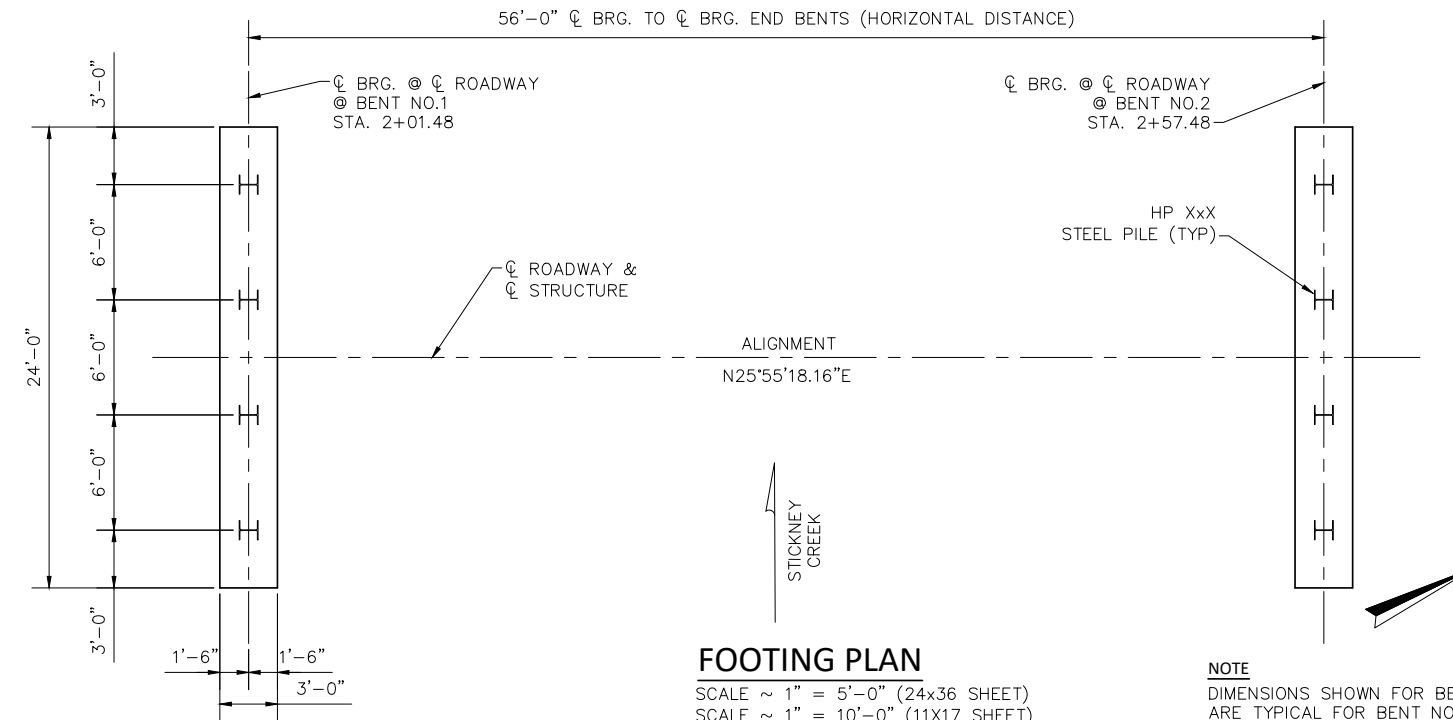 56'-0" ℄ BRG. TO ℄ BRG. END BENTS (HORIZONTAL DISTANCE)
3'-0"
℄ BRG. @ ℄ ROADWAY
@ BENT NO.1
STA. 2+01.48
℄ BRG. @ ℄ ROADWAY
@ BENT NO.2
STA. 2+57.48
6'-0"
HP XxX
STEEL PILE (TYP)
℄ ROADWAY &
℄ STRUCTURE
24'-0"
6'-0"
ALIGNMENT
N25°55'18.16"E
6'-0"
STICKNEY
CREEK
3'-0"
1'-6"
1'-6"
3'-0"
FOOTING PLAN
SCALE ~ 1" = 5'-0" (24x36 SHEET)
SCALE ~ 1" = 10'-0" (11X17 SHEET)
NOTE
DIMENSIONS SHOWN FOR
ARE TYPICAL FOR BENT